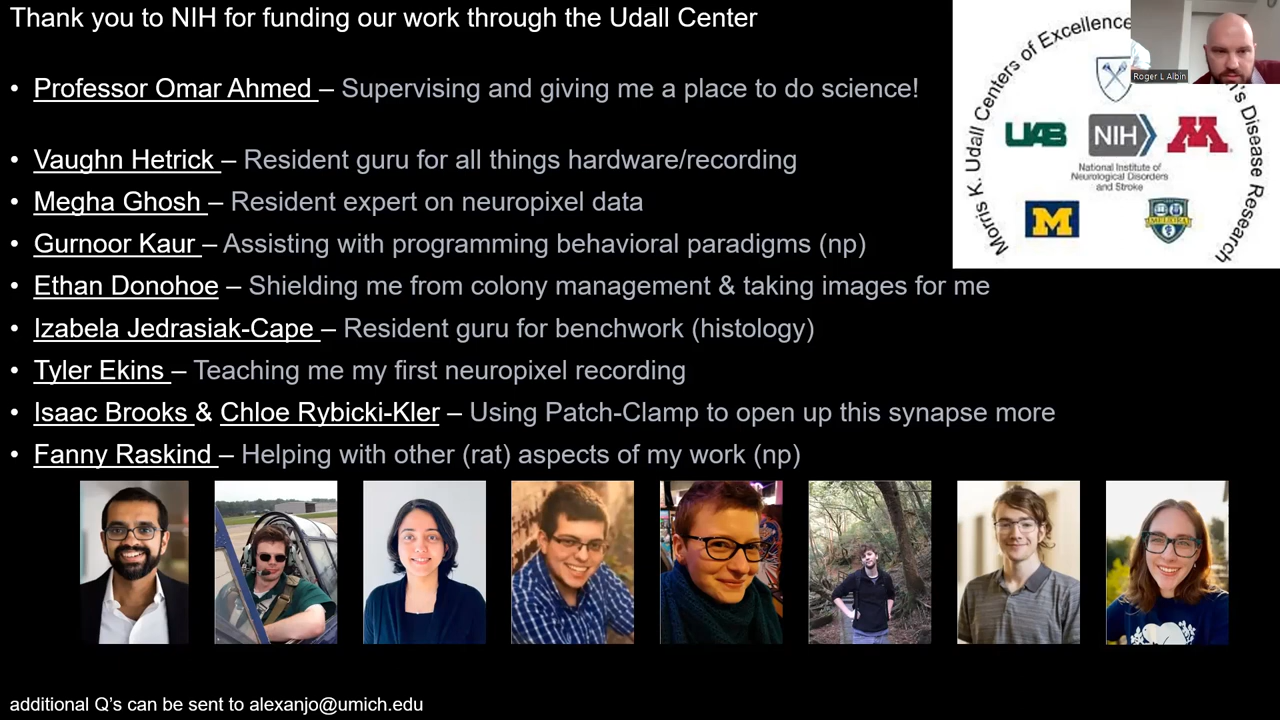 Thank you to NIH for funding our work through the Udall Center
• Professor Omar Ahmed – Supervising and giving me a place to do science!
• Vaughn Hetrick – Resident guru for all things hardware/recording
• Megha Ghosh – Resident expert on neuropixel data
• Gurnoor Kaur – Assisting with programming behavioral paradigms (np)
• Ethan Donohoe – Shielding me from colony management & taking images for me
• Izabela Jedrasiak-Cape – Resident guru for benchwork (histology)
• Tyler Ekins – Teaching me my first neuropixel recording
• Isaac Brooks & Chloe Rybicki-Kler – Using Patch-Clamp to open up this synapse more
• Fanny Raskind – Helping with other (rat) aspects of my work (np)
Morris K. Udall Centers of Excellence
's Disease Research
Roger L Albin
UAB
NIH
M
National Institute of
Neurological Disorders
and Stroke
M
MELIORA
additional Q's can be sent to alexanjo@umich.edu